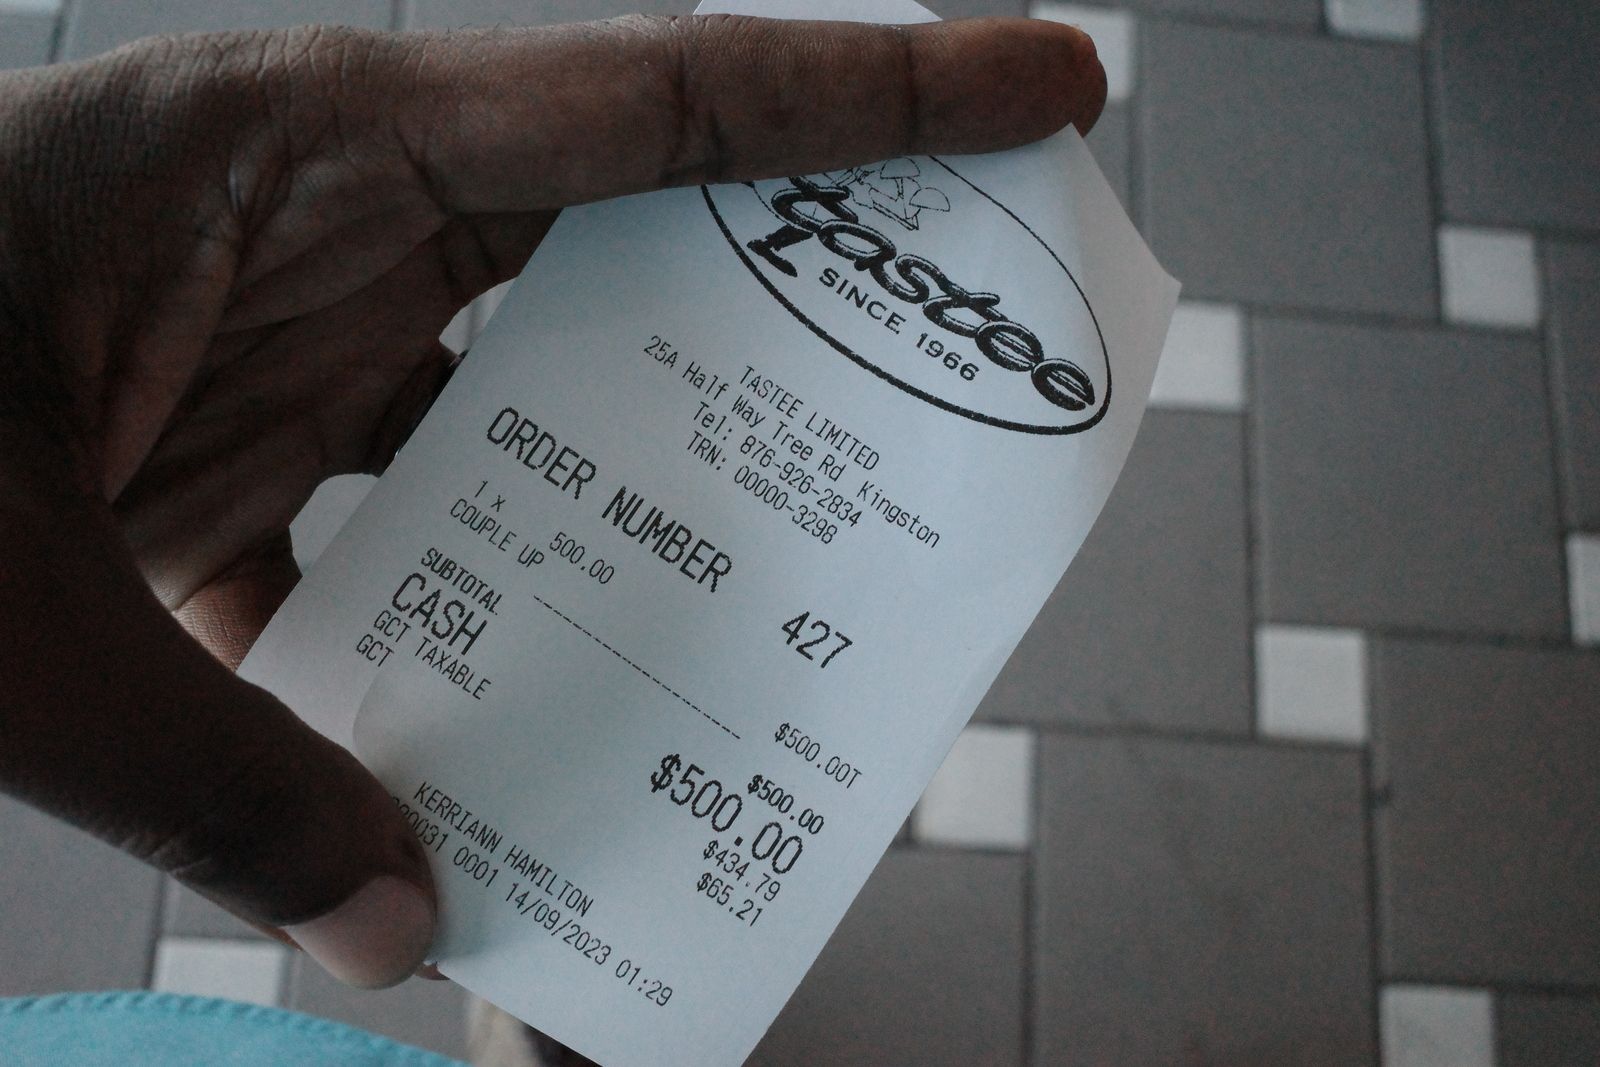 tastee
SINCE 1966
TASTEE LIMITED
25A Half Way Tree Rd Kingston
Tel: 876-926-2834
TRN: 00000-3298
ORDER NUMBER 427
1 x 500.00
COUPLE UP $500.00T
SUBTOTAL $500.00
CASH $500.00
GCT TAXABLE $434.79
GCT $65.21
KERRIANN HAMILTON
0001 14/09/2023 01:29